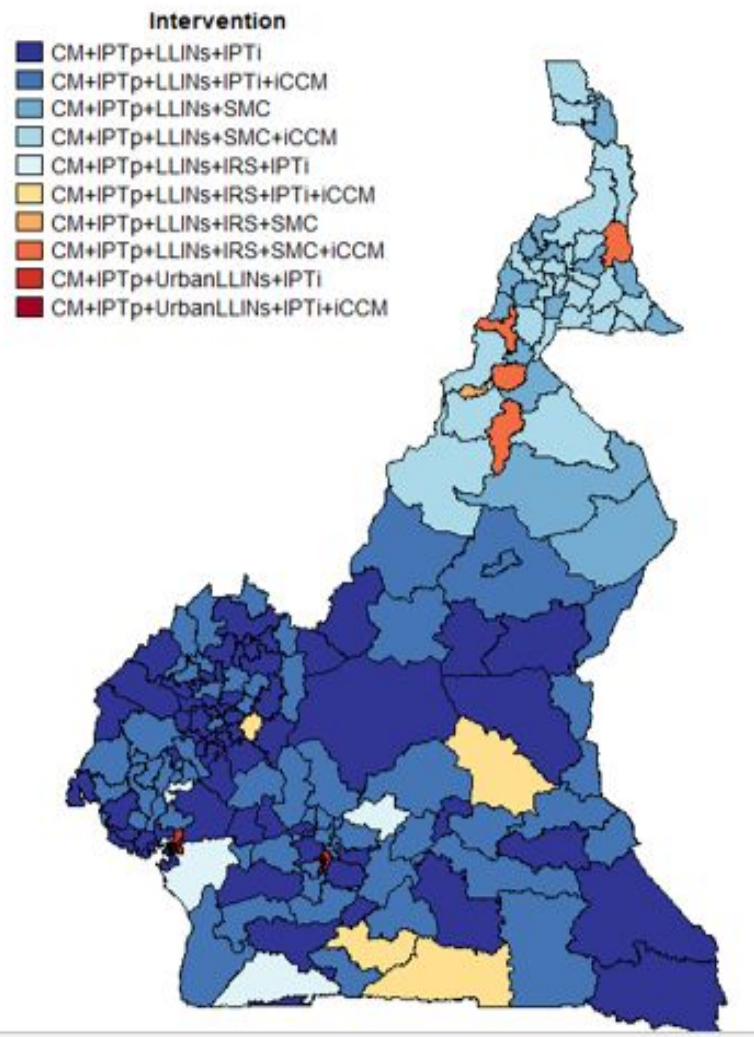 Intervention
CM+IPTp+LLINs+IPTi
CM+IPTp+LLINs+IPTi+iCCM
CM+IPTp+LLINs+SMC
CM+IPTp+LLINs+SMC+iCCM
CM+IPTp+LLINs+IRS+IPTi
CM+IPTp+LLINs+IRS+IPTi+iCCM
CM+IPTp+LLINs+IRS+SMC
CM+IPTp+LLINs+IRS+SMC+iCCM
CM+IPTp+UrbanLLINs+IPTi
CM+IPTp+UrbanLLINs+IPTi+iCCM